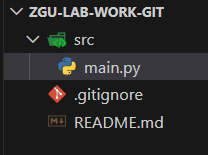 ZGU-LAB-WORK-GIT
src
main.py
.gitignore
README.md